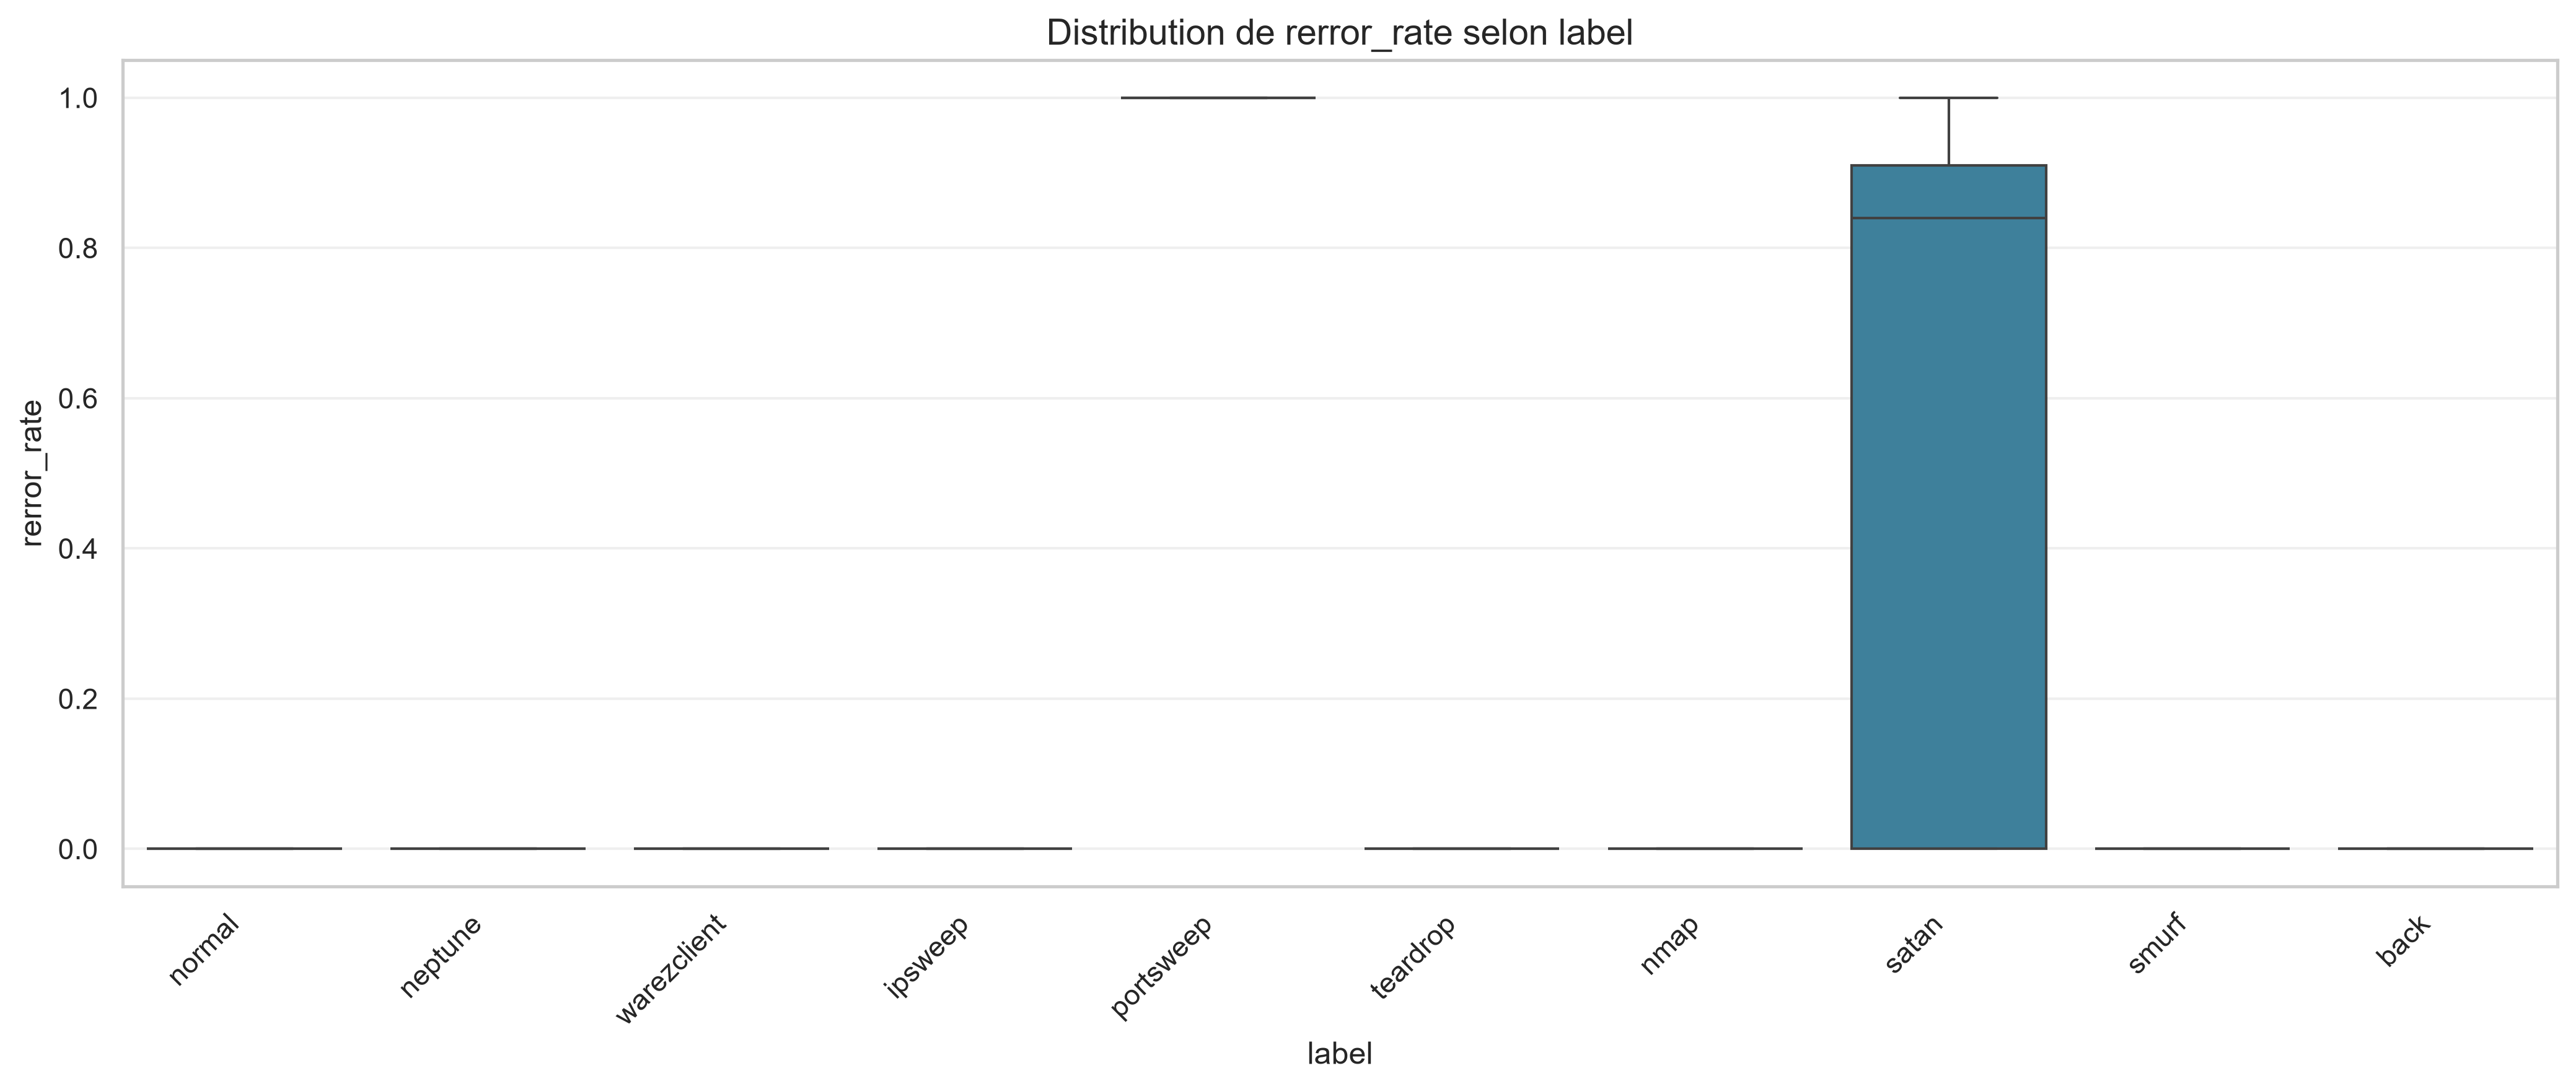 Distribution de rerror_rate selon label
rerror_rate
1.0
0.8
0.6
0.4
0.2
0.0
normal
neptune
warezclient
ipsweep
portsweep
teardrop
nmap
satan
smurf
back
label